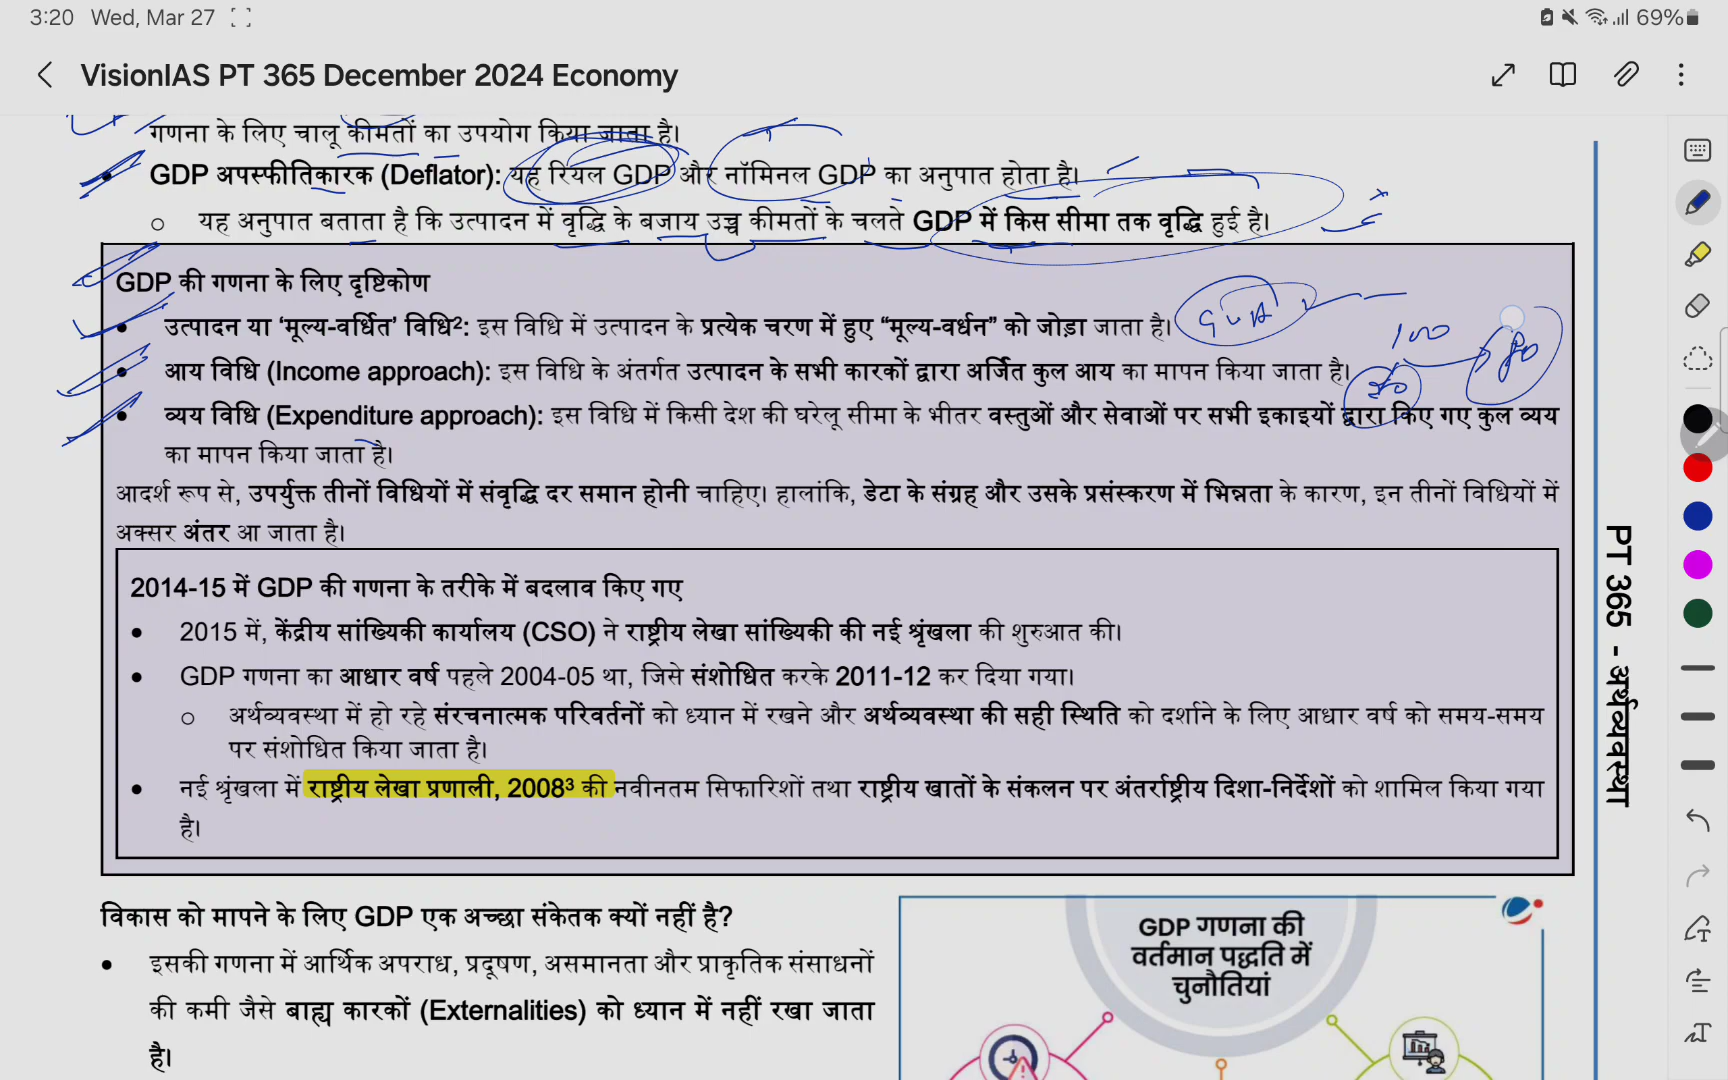 3:20 Wed, Mar 27
69%
VisionIAS PT 365 December 2024 Economy
गणना के लिए चालू कीमतों का उपयोग किया जाता है।
GDP अपस्फीतिकारक (Deflator): यह रियल GDP और नॉमिनल GDP का अनुपात होता है।
यह अनुपात बताता है कि उत्पादन में वृद्धि के बजाय उच्च कीमतों के चलते GDP में किस सीमा तक वृद्धि हुई है।
GDP की गणना के लिए दृष्टिकोण
उत्पादन या ‘मूल्य-वर्धित’ विधि²: इस विधि में उत्पादन के प्रत्येक चरण में हुए “मूल्य-वर्धन” को जोड़ा जाता है।
GVA
100
आय विधि (Income approach): इस विधि के अंतर्गत उत्पादन के सभी कारकों द्वारा अर्जित कुल आय का मापन किया जाता है।
80
व्यय विधि (Expenditure approach): इस विधि में किसी देश की घरेलू सीमा के भीतर वस्तुओं और सेवाओं पर सभी इकाइयों द्वारा किए गए कुल व्यय
का मापन किया जाता है।
आदर्श रूप से, उपर्युक्त तीनों विधियों में संवृद्धि दर समान होनी चाहिए। हालांकि, डेटा के संग्रह और उसके प्रसंस्करण में भिन्नता के कारण, इन तीनों विधियों में
अक्सर अंतर आ जाता है।
2014-15 में GDP की गणना के तरीके में बदलाव किए गए
2015 में, केंद्रीय सांख्यिकी कार्यालय (CSO) ने राष्ट्रीय लेखा सांख्यिकी की नई श्रृंखला की शुरुआत की।
GDP गणना का आधार वर्ष पहले 2004-05 था, जिसे संशोधित करके 2011-12 कर दिया गया।
अर्थव्यवस्था में हो रहे संरचनात्मक परिवर्तनों को ध्यान में रखने और अर्थव्यवस्था की सही स्थिति को दर्शाने के लिए आधार वर्ष को समय-समय
पर संशोधित किया जाता है।
नई श्रृंखला में राष्ट्रीय लेखा प्रणाली, 2008³ की नवीनतम सिफारिशों तथा राष्ट्रीय खातों के संकलन पर अंतर्राष्ट्रीय दिशा-निर्देशों को शामिल किया गया
है।
PT 365 - अर्थव्यवस्था
विकास को मापने के लिए GDP एक अच्छा संकेतक क्यों नहीं है?
इसकी गणना में आर्थिक अपराध, प्रदूषण, असमानता और प्राकृतिक संसाधनों
की कमी जैसे बाह्य कारकों (Externalities) को ध्यान में नहीं रखा जाता
है।
GDP गणना की
वर्तमान पद्धति में
चुनौतियां